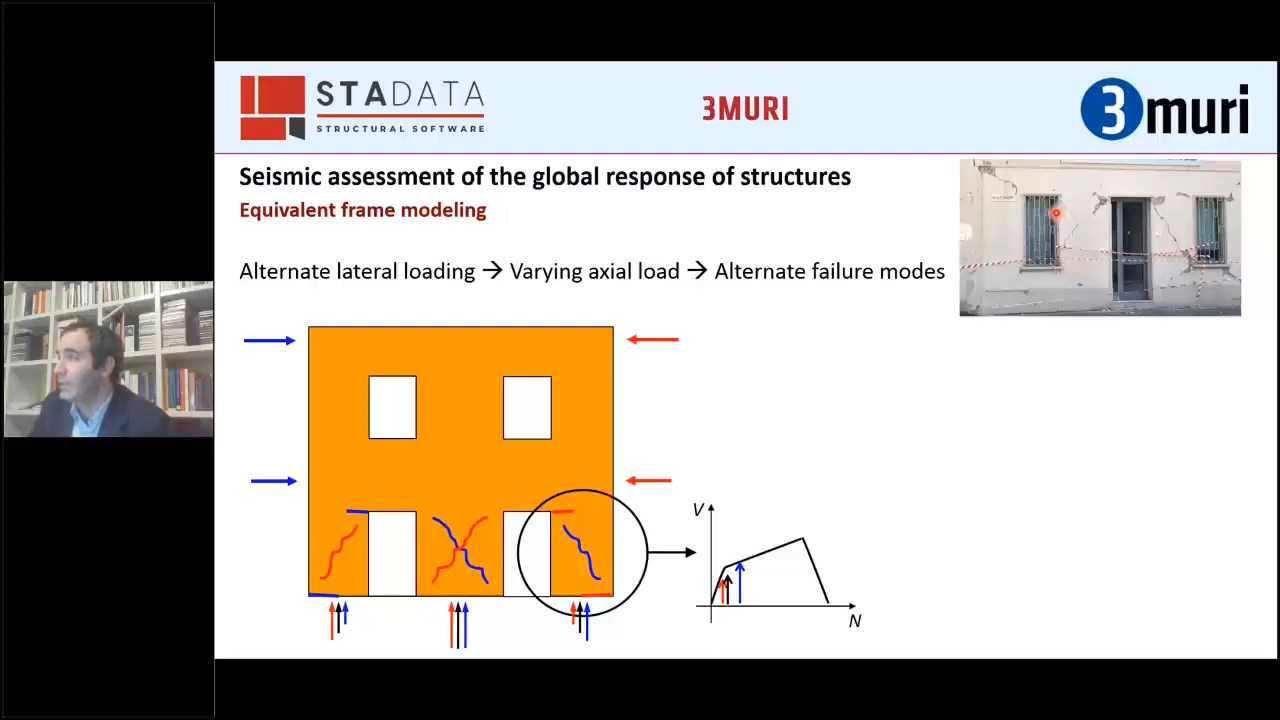 STADATA
STRUCTURAL SOFTWARE
3MURI
3muri
Seismic assessment of the global response of structures
Equivalent frame modeling
Alternate lateral loading → Varying axial load → Alternate failure modes
V
N